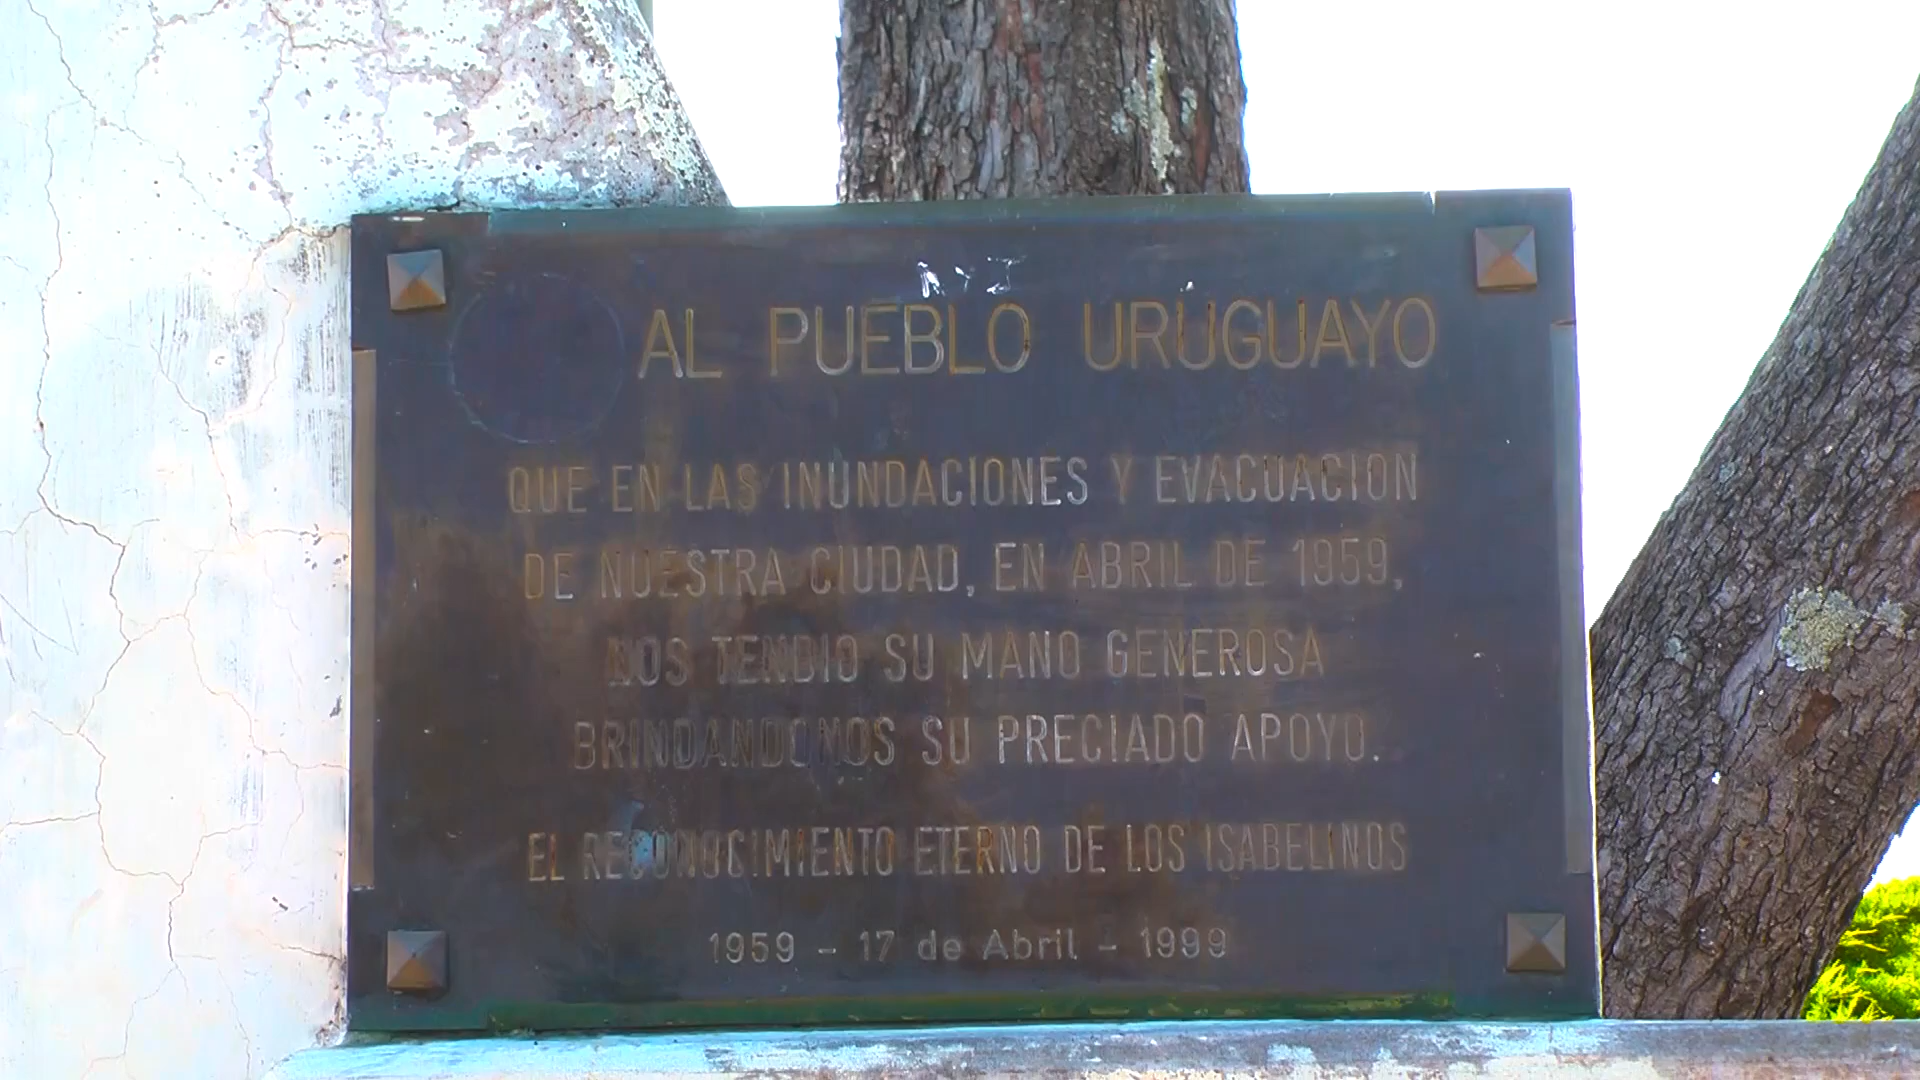 AL PUEBLO URUGUAYO
QUE EN LAS INUNDACIONES Y EVACUACION
DE NUESTRA CIUDAD, EN ABRIL DE 1959,
NOS TENDIO SU MANO GENEROSA
BRINDANDONOS SU PRECIADO APOYO.
EL RECONOCIMIENTO ETERNO DE LOS ISABELINOS
1959 - 17 de Abril - 1999